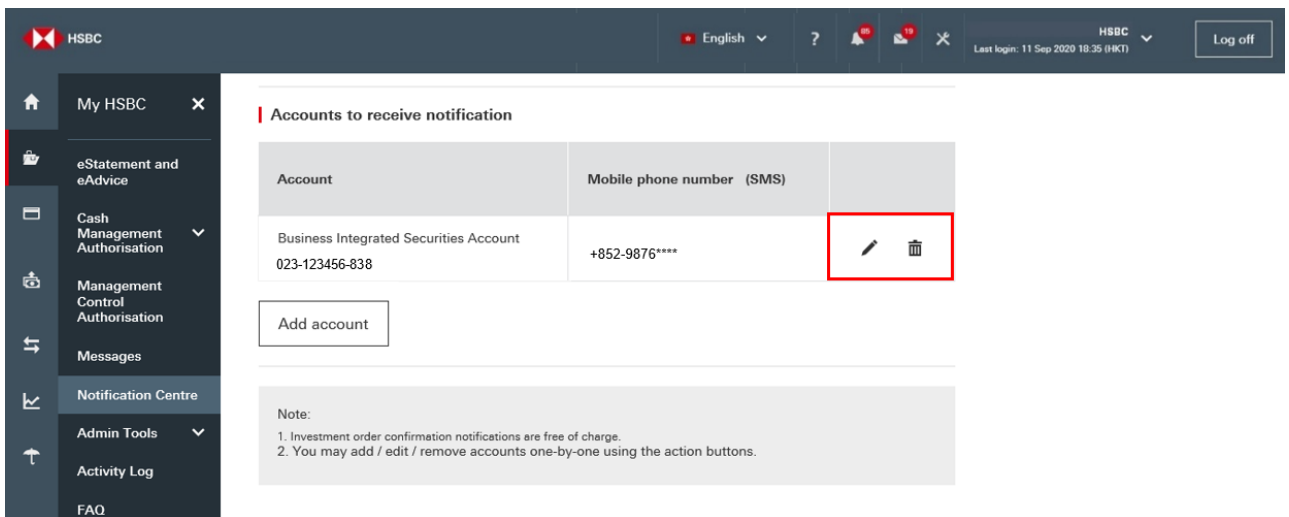 HSBC
English
?
85
19
HSBC
Last login: 11 Sep 2020 18:35 (HKT)
Log off
My HSBC
eStatement and
eAdvice
Cash
Management
Authorisation
Management
Control
Authorisation
Messages
Notification Centre
Admin Tools
Activity Log
FAQ
Accounts to receive notification
Account
Mobile phone number (SMS)
Business Integrated Securities Account
023-123456-838
+852-9876****
Add account
Note:
1. Investment order confirmation notifications are free of charge.
2. You may add / edit / remove accounts one-by-one using the action buttons.